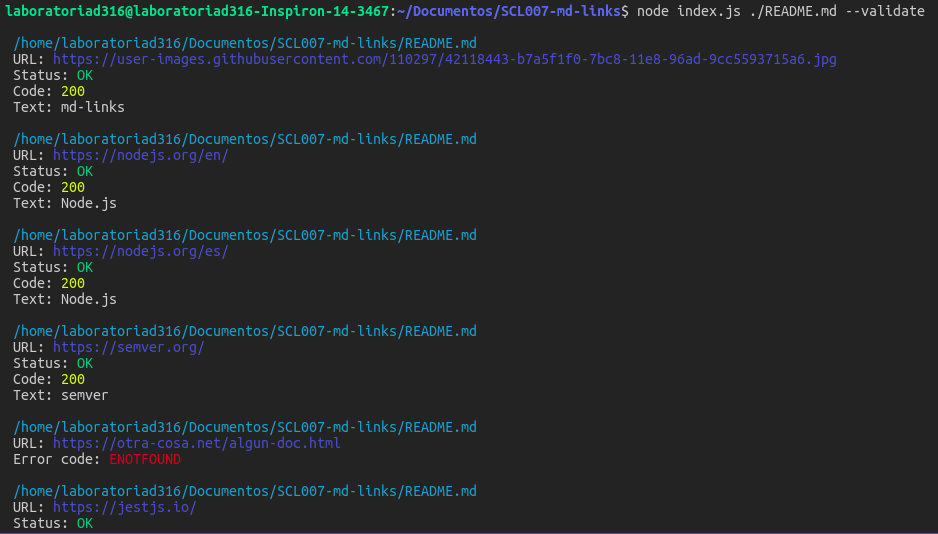 laboratoriad316@laboratoriad316-Inspiron-14-3467:~/Documentos/SCL007-md-links$ node index.js ./README.md --validate
/home/laboratoriad316/Documentos/SCL007-md-links/README.md
URL: https://user-images.githubusercontent.com/110297/42118443-b7a5f1f0-7bc8-11e8-96ad-9cc5593715a6.jpg
Status: OK
Code: 200
Text: md-links
/home/laboratoriad316/Documentos/SCL007-md-links/README.md
URL: https://nodejs.org/en/
Status: OK
Code: 200
Text: Node.js
/home/laboratoriad316/Documentos/SCL007-md-links/README.md
URL: https://nodejs.org/es/
Status: OK
Code: 200
Text: Node.js
/home/laboratoriad316/Documentos/SCL007-md-links/README.md
URL: https://semver.org/
Status: OK
Code: 200
Text: semver
/home/laboratoriad316/Documentos/SCL007-md-links/README.md
URL: https://otra-cosa.net/algun-doc.html
Error code: ENOTFOUND
/home/laboratoriad316/Documentos/SCL007-md-links/README.md
URL: https://jestjs.io/
Status: OK